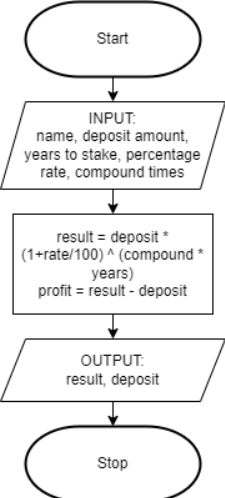 Start
INPUT:
name, deposit amount,
years to stake, percentage
rate, compound times
result = deposit *
(1+rate/100) ^ (compound *
years)
profit = result - deposit
OUTPUT:
result, deposit
Stop